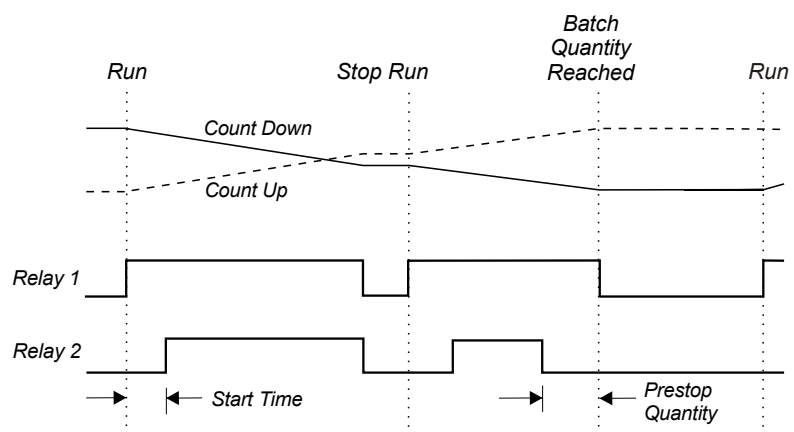 Batch
Quantity
Reached
Run
Stop Run
Run
Count Down
Count Up
Relay 1
Relay 2
Start Time
Prestop
Quantity